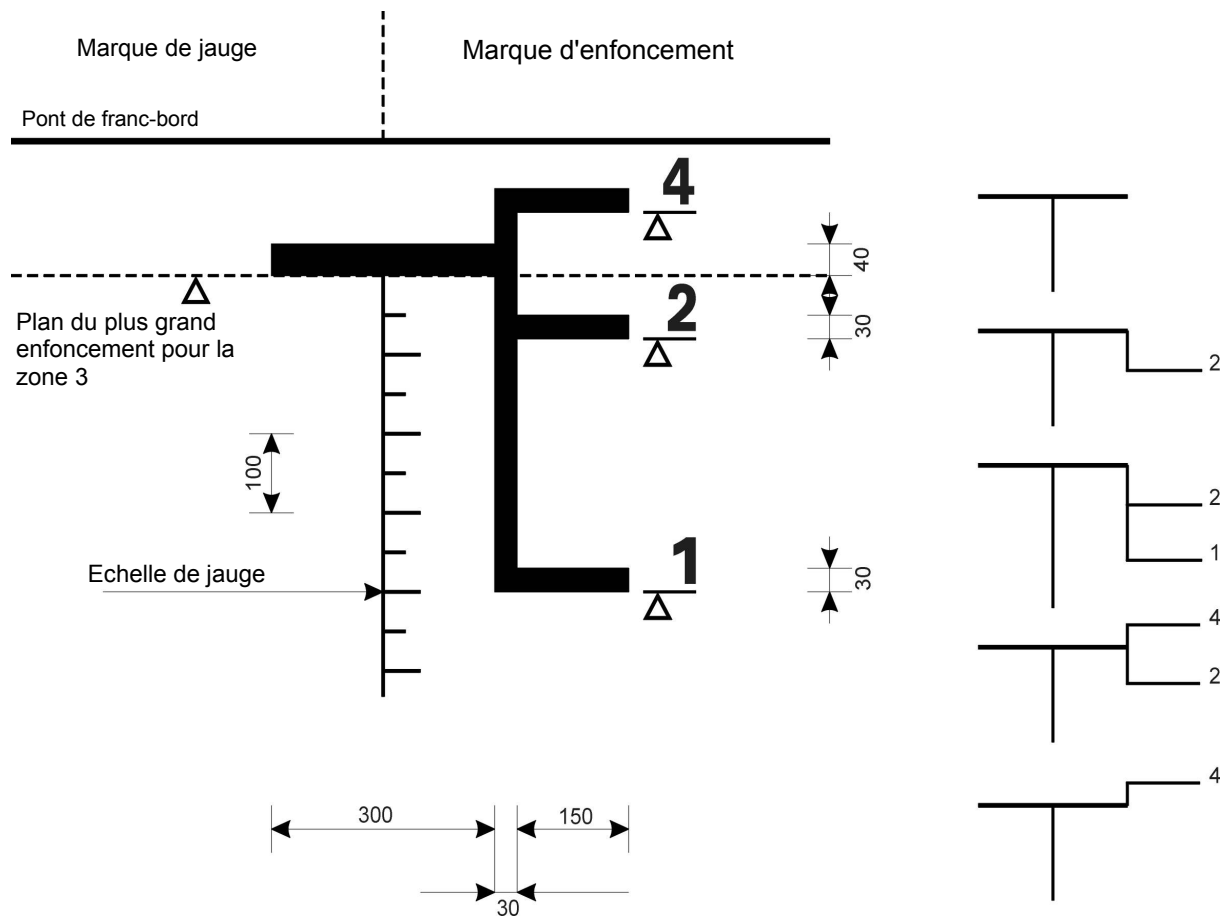 Marque de jauge
Marque d'enfoncement
Pont de franc-bord
4
40
Plan du plus grand
enfoncement pour la
zone 3
2
30
2
100
2
1
Echelle de jauge
1
30
4
2
4
300
150
30